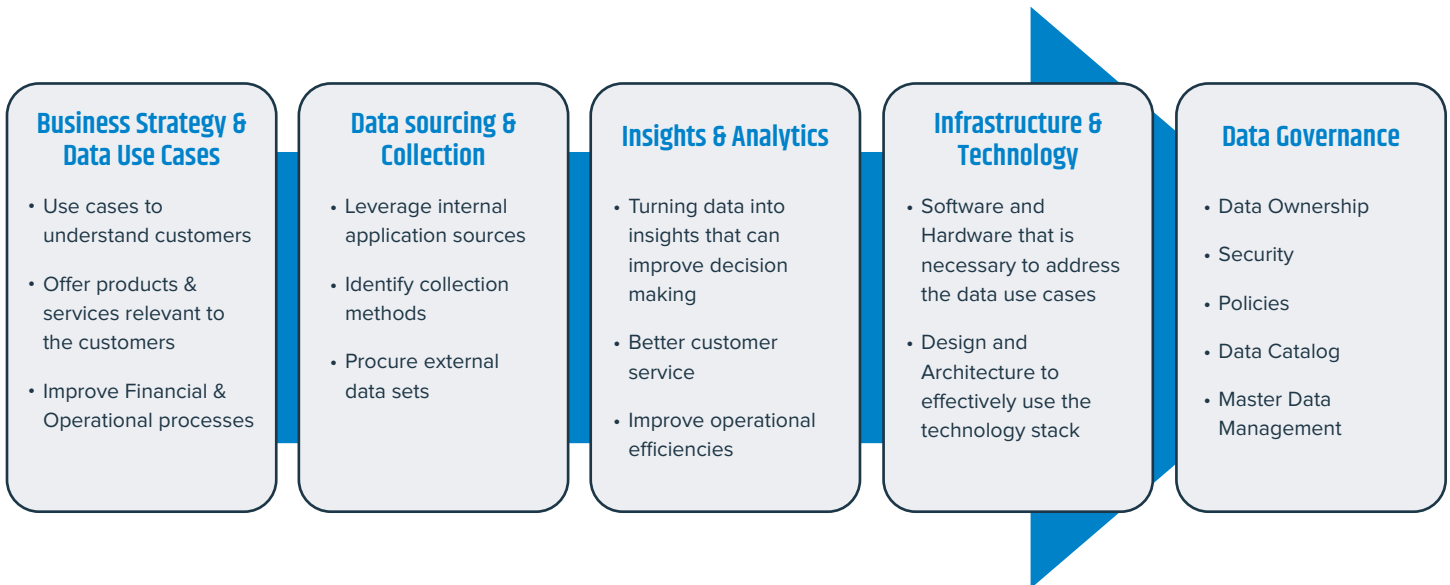 Business Strategy &
Data Use Cases
• Use cases to
understand customers
• Offer products &
services relevant to
the customers
• Improve Financial &
Operational processes
Data sourcing &
Collection
• Leverage internal
application sources
• Identify collection
methods
• Procure external
data sets
Insights & Analytics
• Turning data into
insights that can
improve decision
making
• Better customer
service
• Improve operational
efficiencies
Infrastructure &
Technology
• Software and
Hardware that is
necessary to address
the data use cases
• Design and
Architecture to
effectively use the
technology stack
Data Governance
• Data Ownership
• Security
• Policies
• Data Catalog
• Master Data
Management